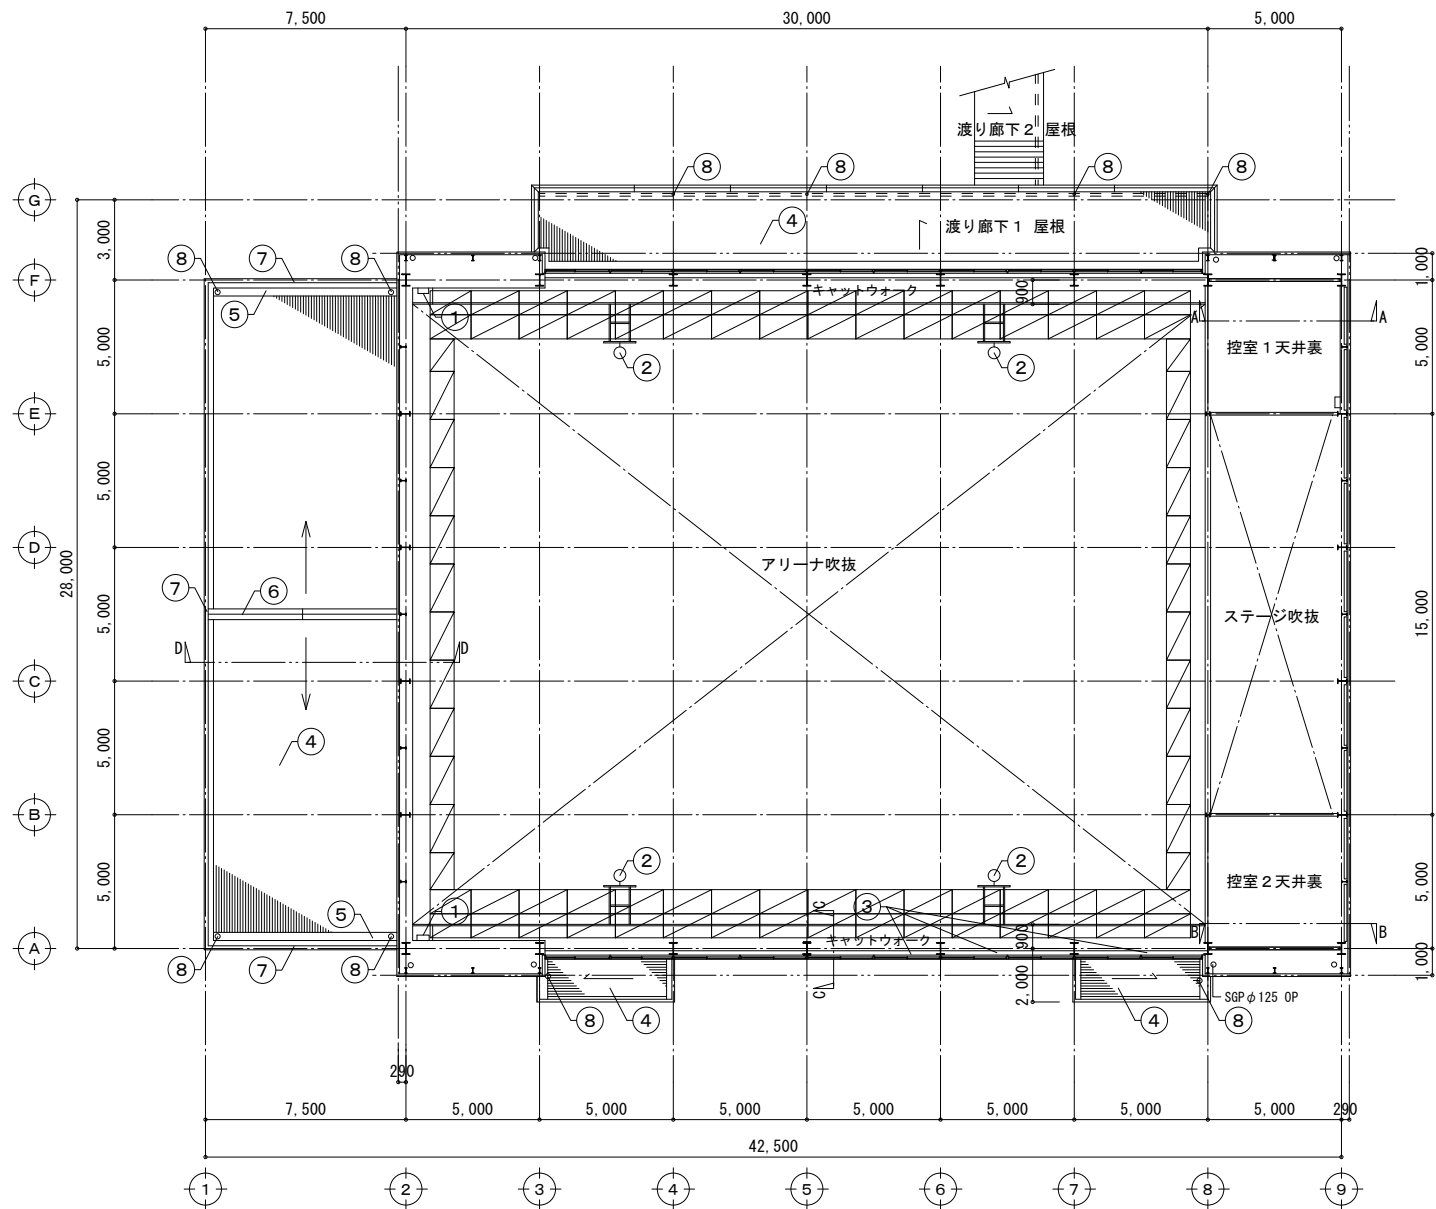 7,500 30,000 5,000
渡り廊下2 屋根
8 8 8 8
G
4 渡り廊下1 屋根
3,000
8 7 8
1,000
F
キャットウォーク 900
5 1
A A
2 2
控室1天井裏
5,000 5,000
E
5,000
D
アリーナ吹抜
28,000
7 6
5,000
ステージ吹抜
15,000
D D
C
4
5,000
B
2 2
控室2天井裏
5,000 5,000
5 1 C 3
B B
キャットウォーク 900
A
8 7 8
1,000
C 2,000
SGPφ125 OP
8 4 4 8
290
7,500 5,000 5,000 5,000 5,000 5,000 5,000 5,000 290
42,500
1 2 3 4 5 6 7 8 9